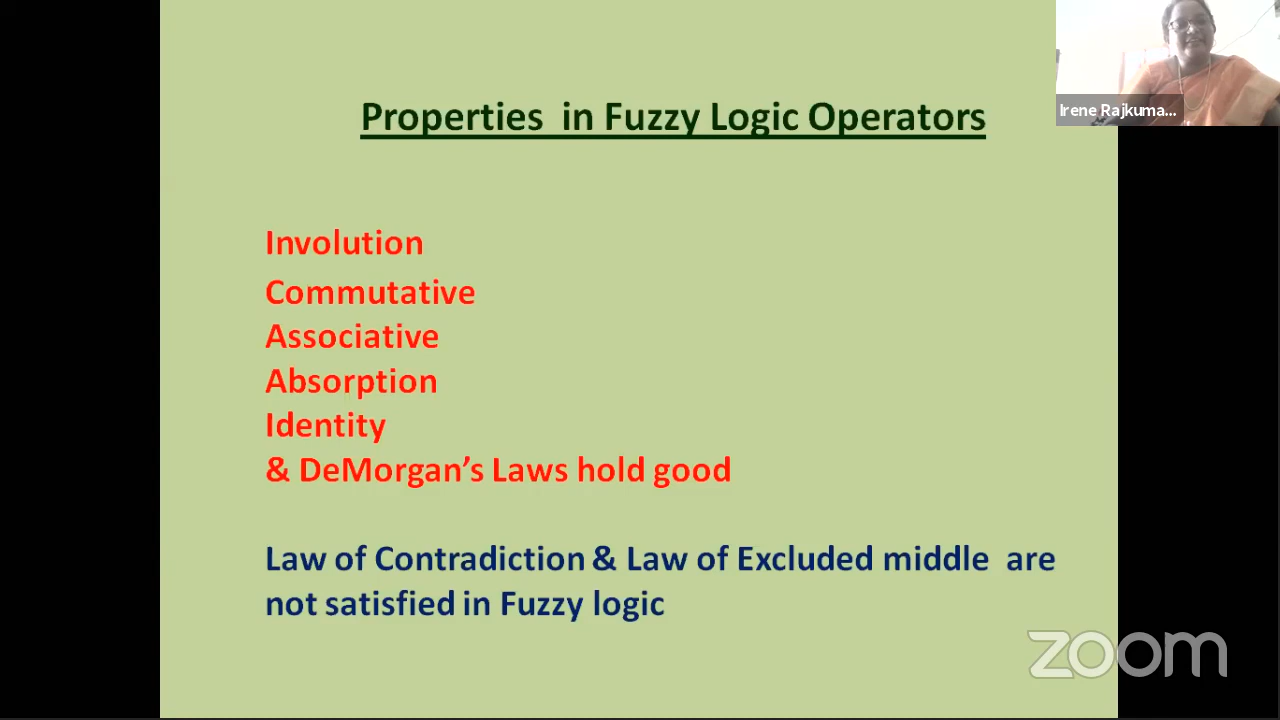 Properties in Fuzzy Logic Operators
Irene Rajkuma...
Involution
Commutative
Associative
Absorption
Identity
& DeMorgan’s Laws hold good
Law of Contradiction & Law of Excluded middle are
not satisfied in Fuzzy logic
zoom